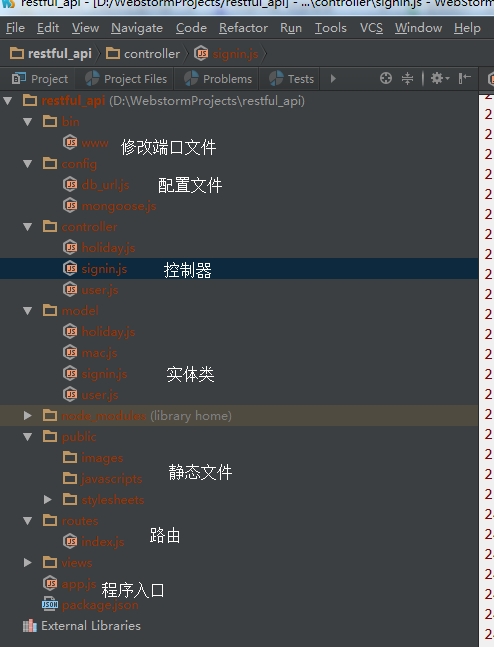 restful_api - [D:/WebstormProjects/restful_api] - ...\controller\signin.js - WebStorm
File Edit View Navigate Code Refactor Run Tools VCS Window Help
restful_api controller signin.js
Project Project Files Problems Tests
restful_api (D:\WebstormProjects\restful_api)
bin
www 修改端口文件
config
db_url.js 配置文件
mongoose.js
controller
holiday.js
signin.js 控制器
user.js
model
holiday.js
mac.js
signin.js 实体类
user.js
node_modules (library home)
public
images
javascripts 静态文件
stylesheets
routes
index.js 路由
views
app.js 程序入口
package.json
External Libraries